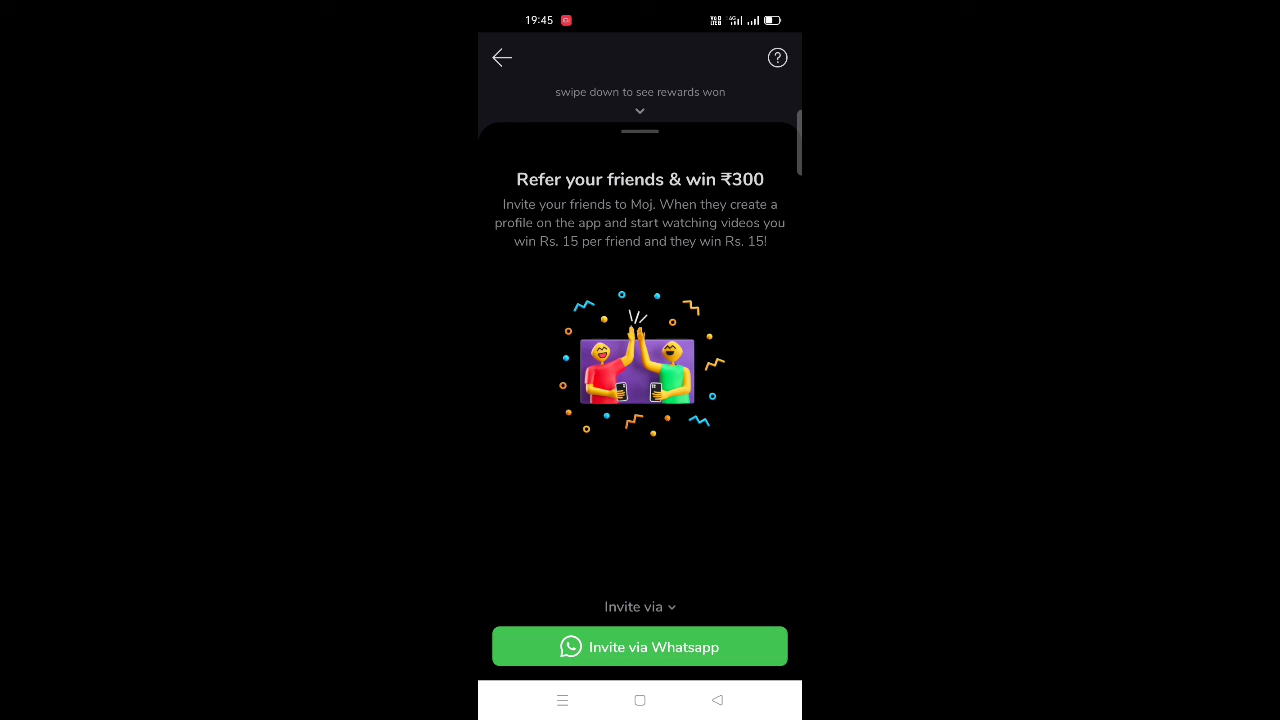 19:45
swipe down to see rewards won
Refer your friends & win ₹300
Invite your friends to Moj. When they create a
profile on the app and start watching videos you
win Rs. 15 per friend and they win Rs. 15!
Invite via
Invite via Whatsapp